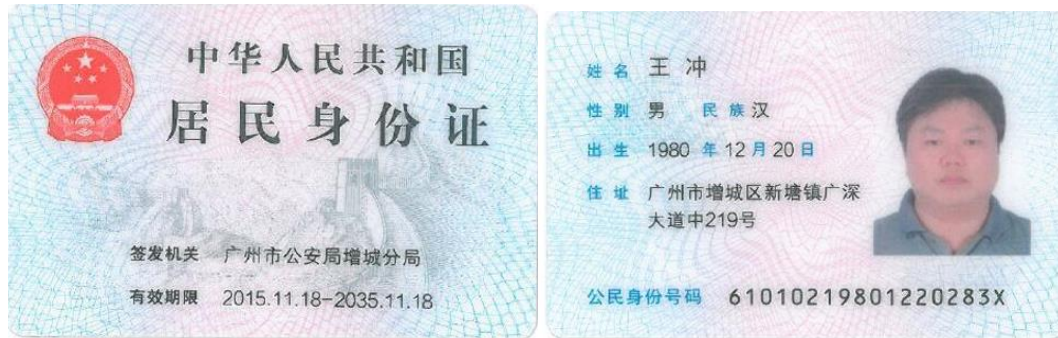 中华人民共和国
居民身份证
签发机关 广州市公安局增城分局
有效期限 2015.11.18-2035.11.18
姓名 王冲
性别 男 民族 汉
出生 1980 年 12 月 20 日
住址 广州市增城区新塘镇广深
大道中219号
公民身份号码 61010219801220283X